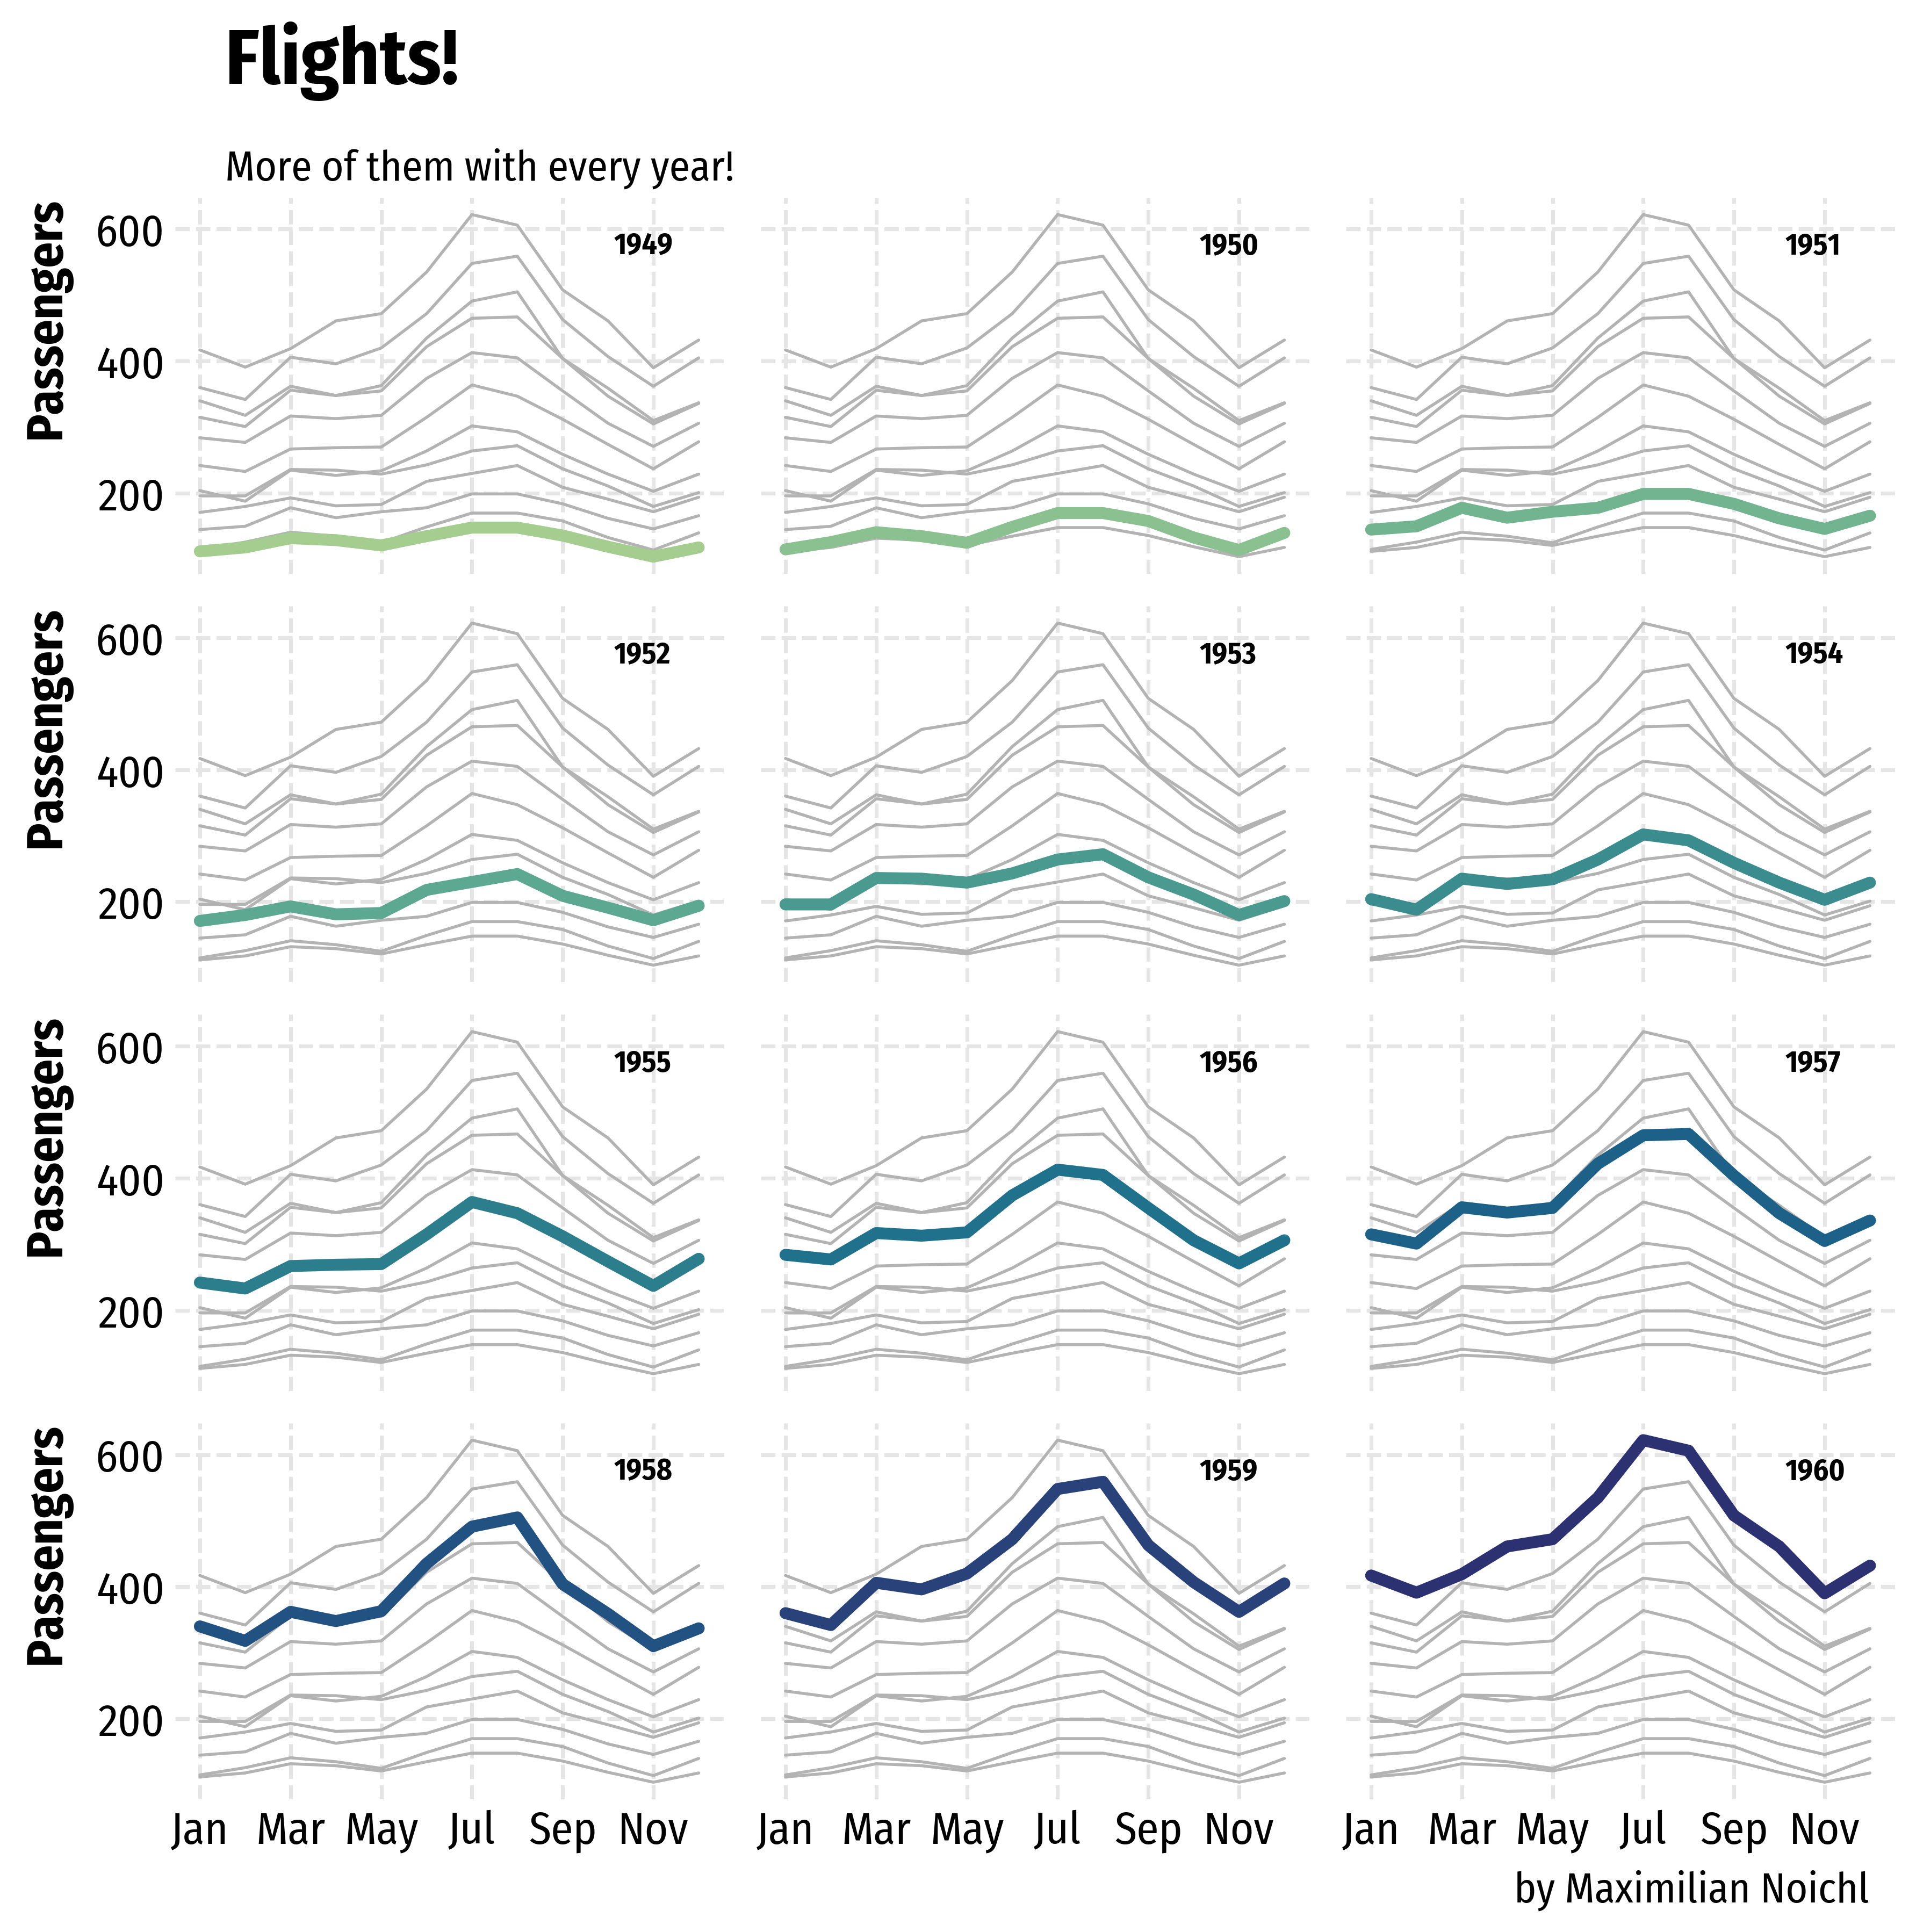 Flights!
More of them with every year!
Passengers
600
400
200
1949
1950
1951
Passengers
600
400
200
1952
1953
1954
Passengers
600
400
200
1955
1956
1957
Passengers
600
400
200
1958
1959
1960
Jan Mar May Jul Sep Nov
Jan Mar May Jul Sep Nov
Jan Mar May Jul Sep Nov
by Maximilian Noichl